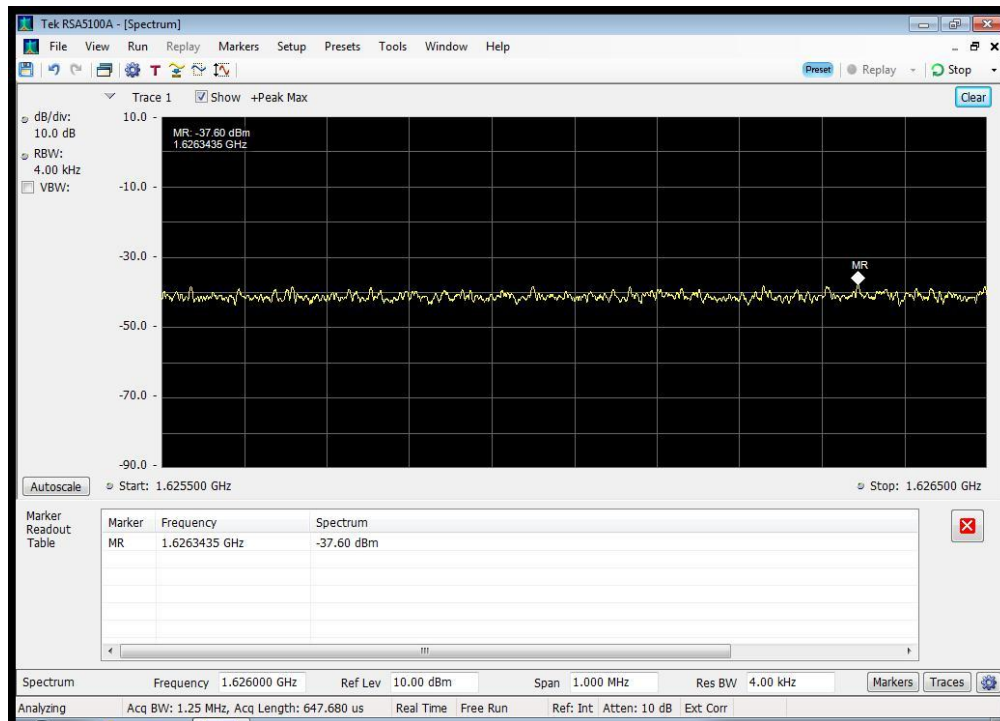 Tek RSA5100A - [Spectrum]
File View Run Replay Markers Setup Presets Tools Window Help
T
Preset Replay Stop
Trace 1 Show +Peak Max Clear
dB/div:
10.0 dB
RBW:
4.00 kHz
VBW:
10.0
-10.0
-30.0
-50.0
-70.0
-90.0
MR: -37.60 dBm
1.6263435 GHz
MR
Autoscale Start: 1.625500 GHz Stop: 1.626500 GHz
Marker
Readout
Table
Marker Frequency Spectrum
MR 1.6263435 GHz -37.60 dBm
Spectrum Frequency 1.626000 GHz Ref Lev 10.00 dBm Span 1.000 MHz Res BW 4.00 kHz Markers Traces
Analyzing Acq BW: 1.25 MHz, Acq Length: 647.680 us Real Time Free Run Ref: Int Atten: 10 dB Ext Corr